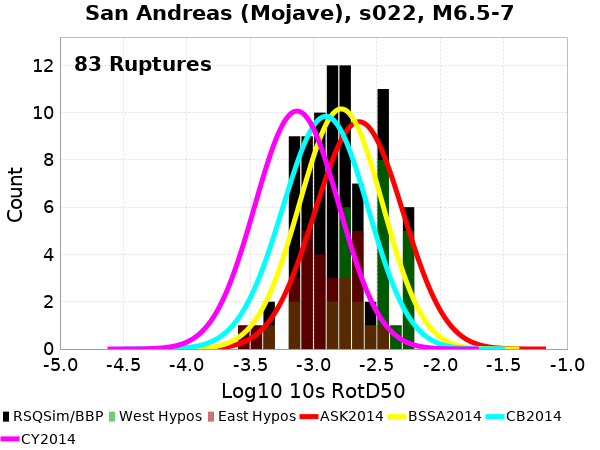 San Andreas (Mojave), s022, M6.5-7
83 Ruptures
Count
12
10
8
6
4
2
0
-5.0 -4.5 -4.0 -3.5 -3.0 -2.5 -2.0 -1.5 -1.0
Log10 10s RotD50
RSQSim/BBP West Hypos East Hypos ASK2014 BSSA2014 CB2014
CY2014